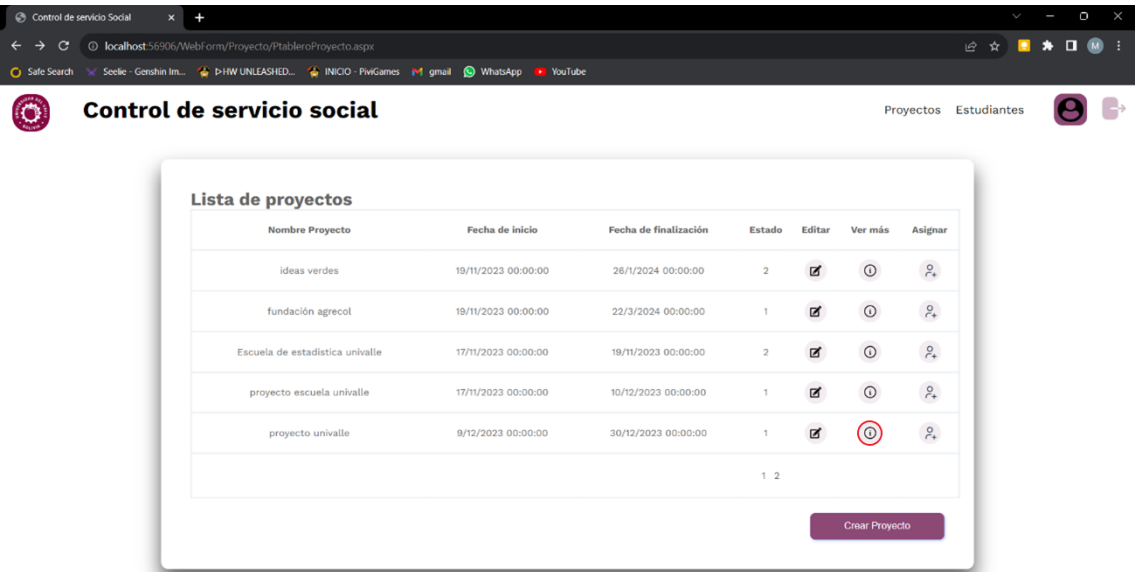 Control de servicio Social
localhost:56906/WebForm/Proyecto/PtableroProyecto.aspx
M
Safe Search Seelie - Genshin Im... ▷HW UNLEASHED... INICIO - PiviGames gmail WhatsApp YouTube
Control de servicio social Proyectos Estudiantes
Lista de proyectos
Nombre Proyecto Fecha de inicio Fecha de finalización Estado Editar Ver más Asignar
ideas verdes 19/11/2023 00:00:00 26/1/2024 00:00:00 2
fundación agrecol 19/11/2023 00:00:00 22/3/2024 00:00:00 1
Escuela de estadistica univalle 17/11/2023 00:00:00 19/11/2023 00:00:00 2
proyecto escuela univalle 17/11/2023 00:00:00 10/12/2023 00:00:00 1
proyecto univalle 9/12/2023 00:00:00 30/12/2023 00:00:00 1
1 2
Crear Proyecto